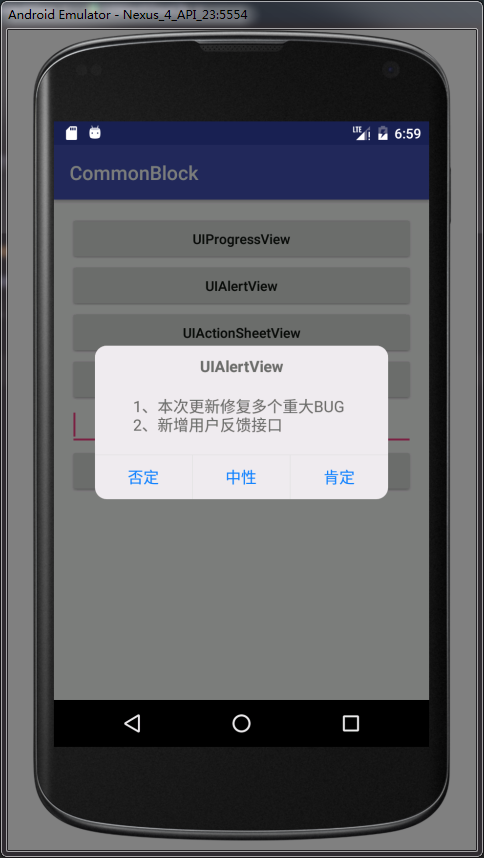 Android Emulator - Nexus_4_API_23:5554
LTE 6:59
CommonBlock
UIProgressView
UIAlertView
UIActionSheetView
UIAlertView
1、本次更新修复多个重大BUG
2、新增用户反馈接口
否定 中性 肯定